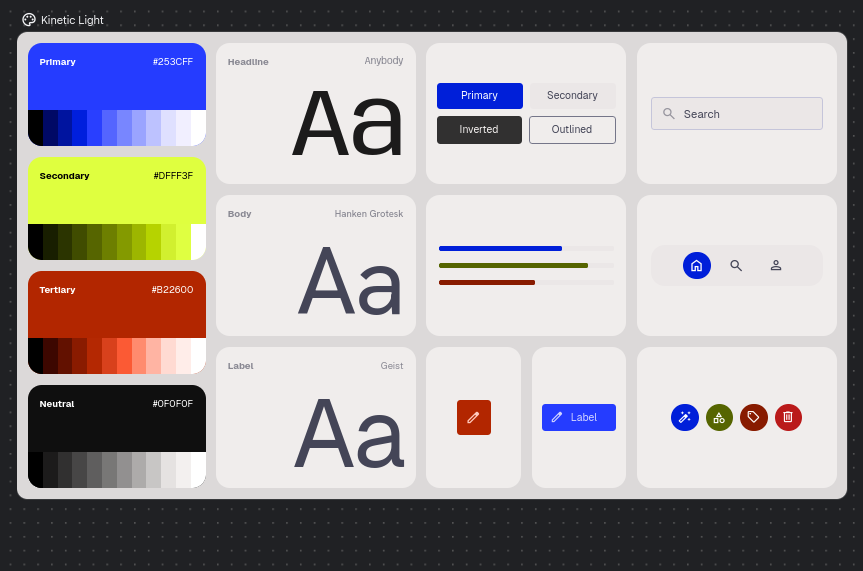 Kinetic Light
Primary #253CFF
Secondary #DFFF3F
Tertiary #B22600
Neutral #0F0F0F
Headline Anybody
Aa
Body Hanken Grotesk
Aa
Label Geist
Aa
Primary Secondary
Inverted Outlined
Label
Search